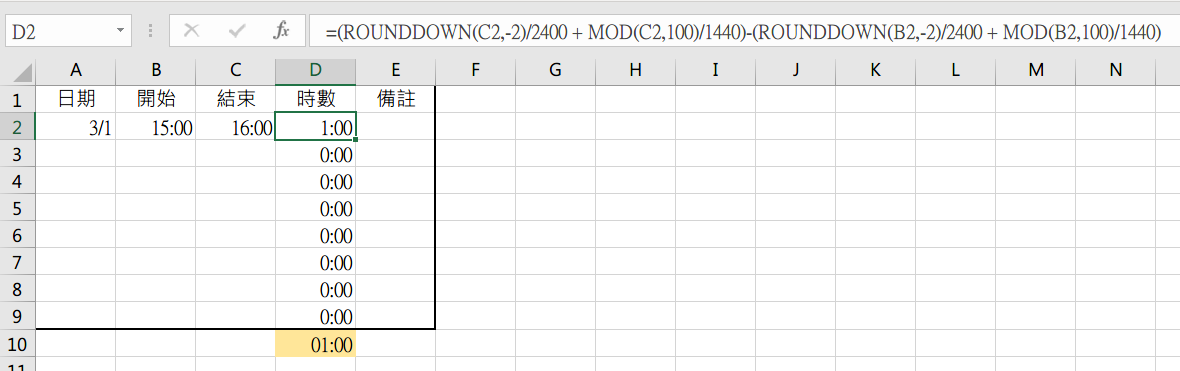 D2 fx =(ROUNDDOWN(C2,-2)/2400 + MOD(C2,100)/1440)-(ROUNDDOWN(B2,-2)/2400 + MOD(B2,100)/1440)
A B C D E F G H I J K L M N
1 日期 開始 結束 時數 備註
2 3/1 15:00 16:00 1:00
3 0:00
4 0:00
5 0:00
6 0:00
7 0:00
8 0:00
9 0:00
10 01:00
11